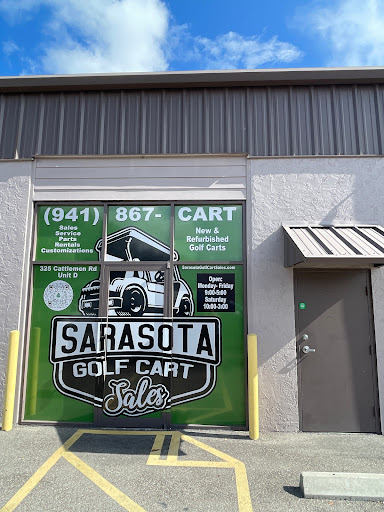 (941) 867- CART
Sales
Service
Parts
Rentals
Customizations
New &
Refurbished
Golf Carts
325 Cattlemen Rd
Unit D
SarasotaGolfCartSales.com
Open:
Monday- Friday
9:00-5:00
Saturday
10:00-3:00
SARASOTA
GOLF CART
Sales